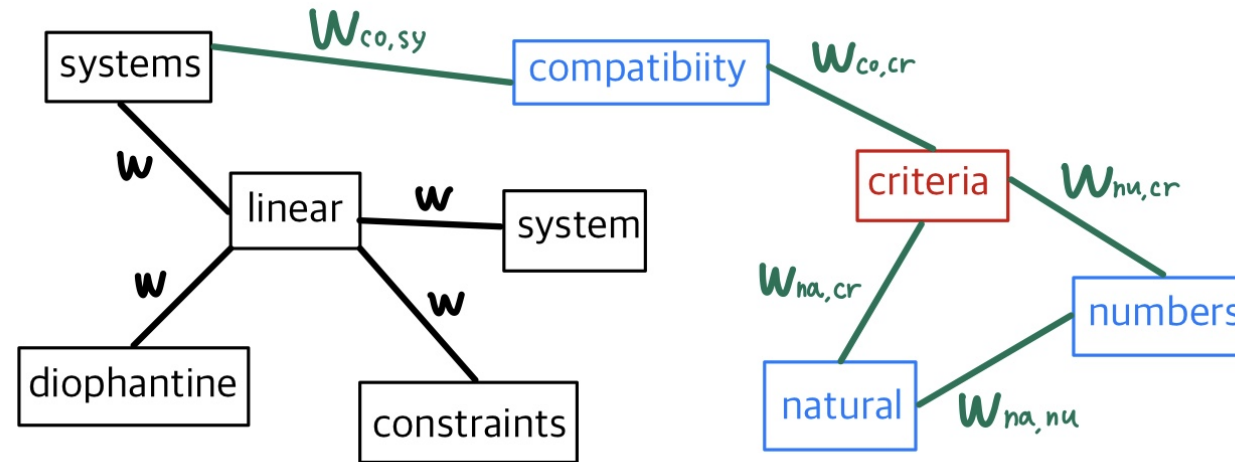 W co,sy
systems
compatibiity
W co,cr
W
criteria
W nu,cr
linear
W
system
W na,cr
W
W
numbers
diophantine
constraints
natural
W na,nu